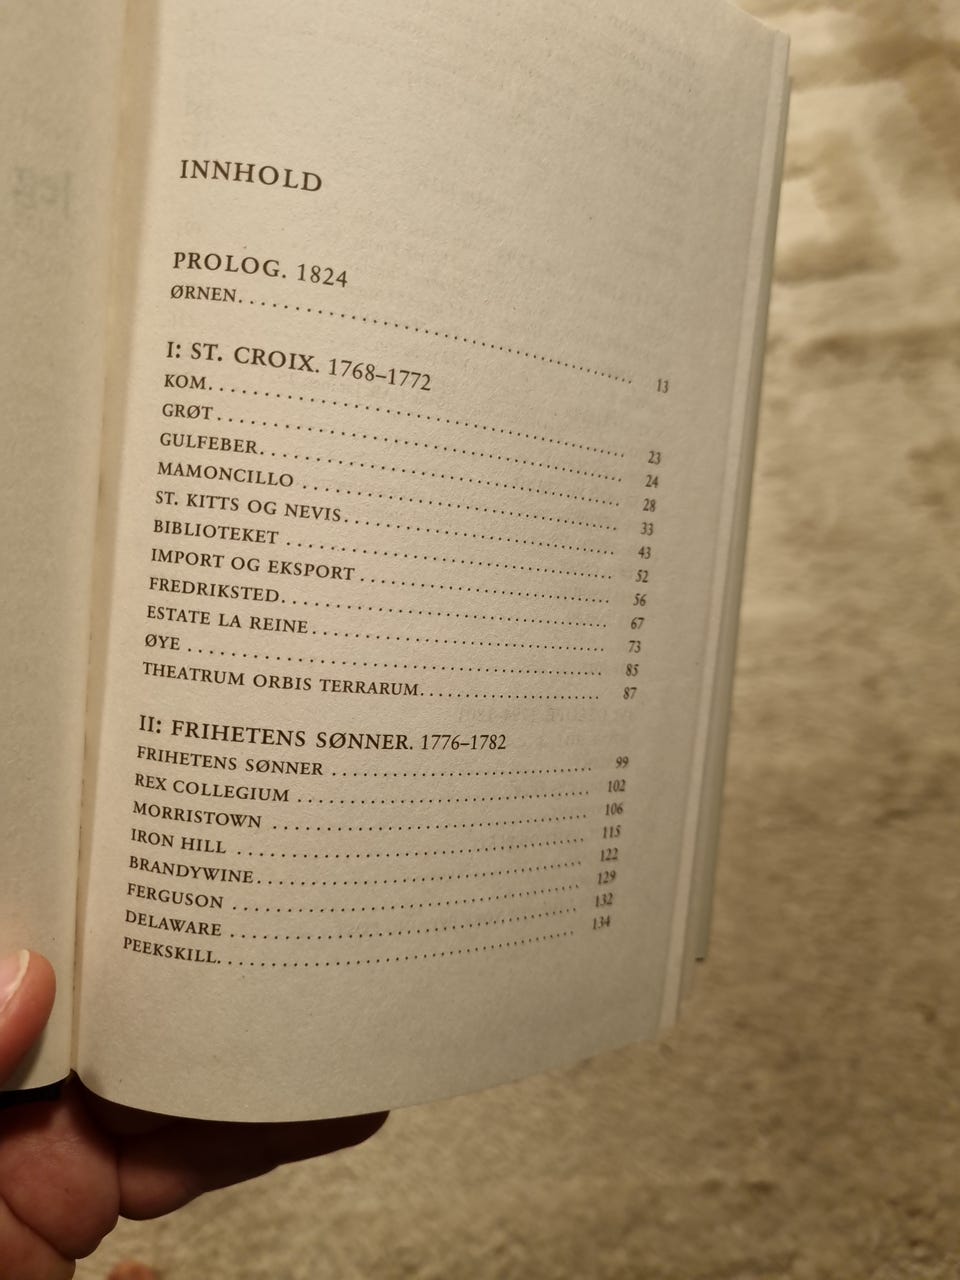 INNHOLD
PROLOG. 1824
ØRNEN. . . . . . . . . . . . . . . . . . . . 13
I: ST. CROIX. 1768–1772
KOM. . . . . . . . . . . . . . . . . . . . 23
GRØT . . . . . . . . . . . . . . . . . . . . 24
GULFEBER. . . . . . . . . . . . . . . . . . . . 28
MAMONCILLO . . . . . . . . . . . . . . . . . . . . 33
ST. KITTS OG NEVIS. . . . . . . . . . . . . . . . . . . . 43
BIBLIOTEKET . . . . . . . . . . . . . . . . . . . . 52
IMPORT OG EKSPORT . . . . . . . . . . . . . . . . . . . . 56
FREDRIKSTED. . . . . . . . . . . . . . . . . . . . 67
ESTATE LA REINE . . . . . . . . . . . . . . . . . . . . 73
ØYE . . . . . . . . . . . . . . . . . . . . 85
THEATRUM ORBIS TERRARUM. . . . . . . . . . . . . . . . . . . . 87
II: FRIHETENS SØNNER. 1776–1782
FRIHETENS SØNNER . . . . . . . . . . . . . . . . . . . . 99
REX COLLEGIUM . . . . . . . . . . . . . . . . . . . . 102
MORRISTOWN . . . . . . . . . . . . . . . . . . . . 106
IRON HILL . . . . . . . . . . . . . . . . . . . . 115
BRANDYWINE. . . . . . . . . . . . . . . . . . . . 122
FERGUSON . . . . . . . . . . . . . . . . . . . . 129
DELAWARE . . . . . . . . . . . . . . . . . . . . 132
PEEKSKILL. . . . . . . . . . . . . . . . . . . . 134